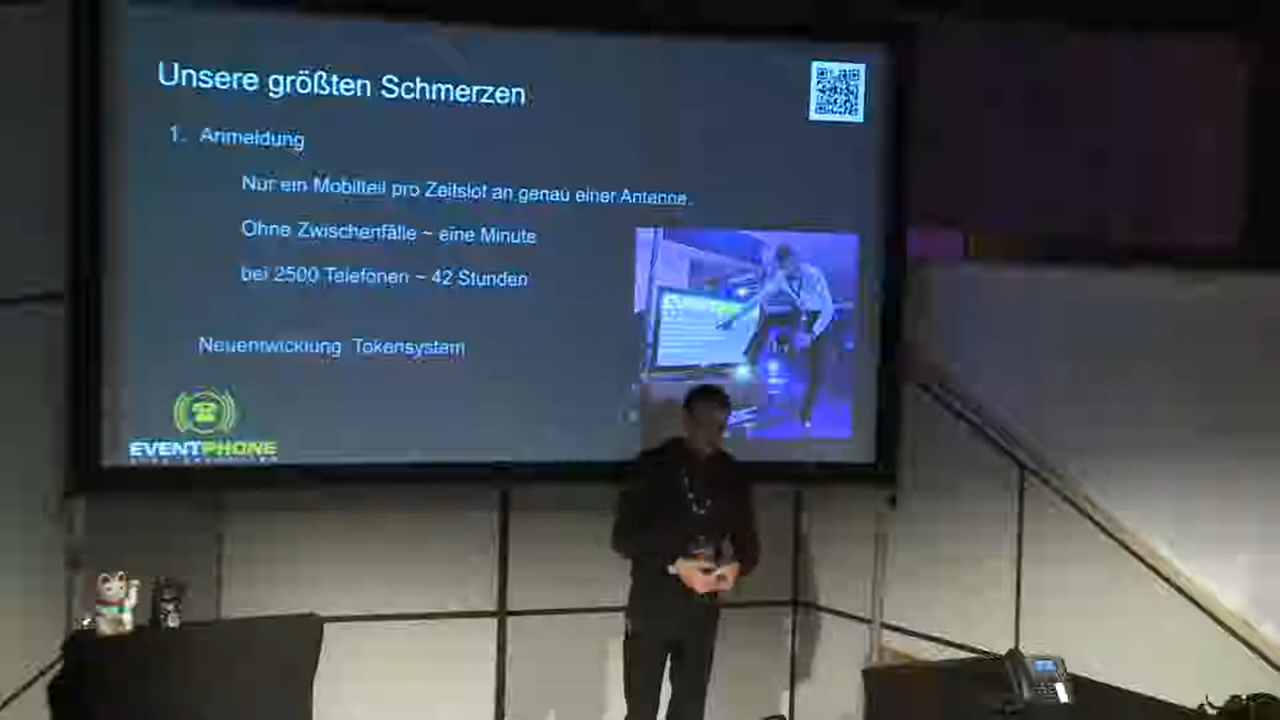 Unsere größten Schmerzen
1. Anmeldung
Nur ein Mobilteil pro Zeitslot an genau einer Antenne.
Ohne Zwischenfälle ~ eine Minute
bei 2500 Telefonen ~ 42 Stunden
Neuentwicklung Tokensystem
EVENTPHONE